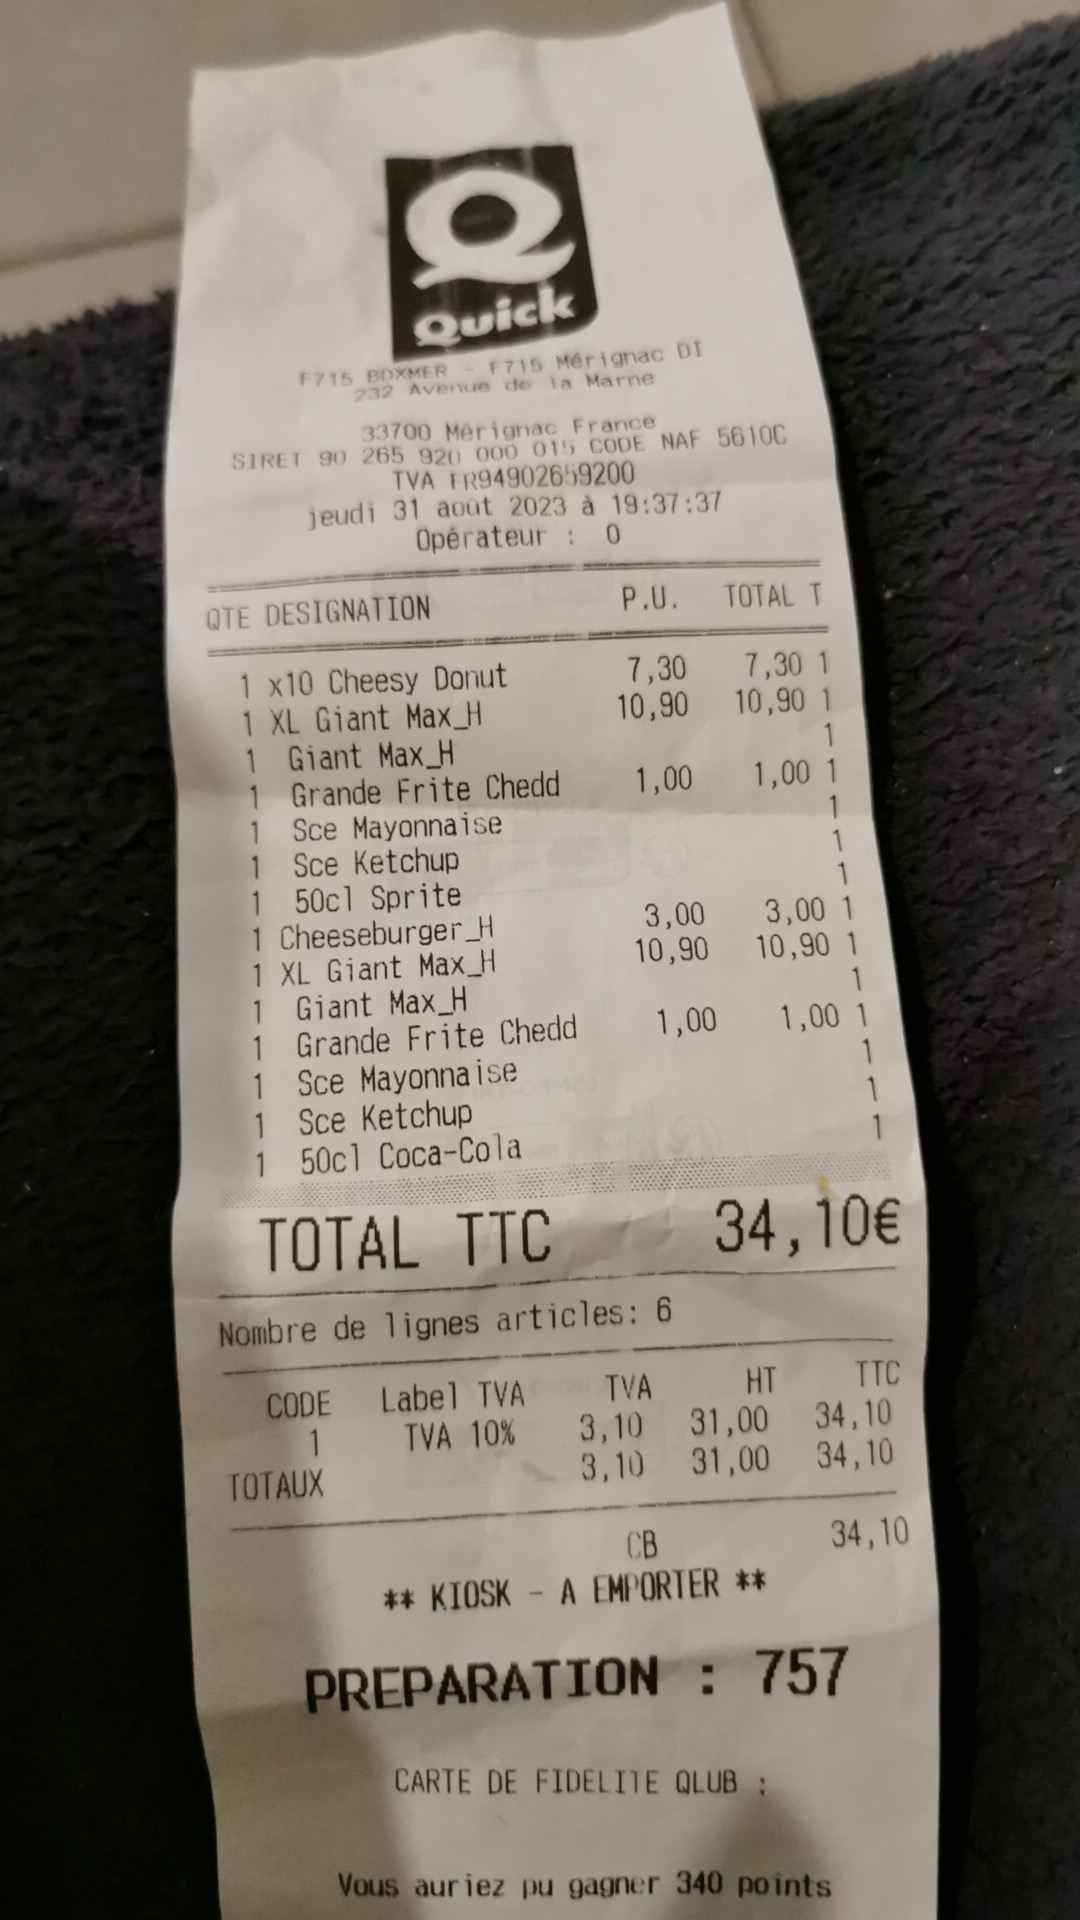 Quick
F715 BDXMER - F715 Mérignac DI
232 Avenue de la Marne
33700 Mérignac France
SIRET 90 265 920 000 015 CODE NAF 5610C
TVA FR94902659200
jeudi 31 août 2023 à 19:37:37
Opérateur : 0
QTE DESIGNATION P.U. TOTAL T
1 x10 Cheesy Donut 7,30 7,30 1
1 XL Giant Max_H 10,90 10,90 1
1 Giant Max_H 1
1 Grande Frite Chedd 1,00 1,00 1
1 Sce Mayonnaise 1
1 Sce Ketchup 1
1 50cl Sprite 1
1 Cheeseburger_H 3,00 3,00 1
1 XL Giant Max_H 10,90 10,90 1
1 Giant Max_H 1
1 Grande Frite Chedd 1,00 1,00 1
1 Sce Mayonnaise 1
1 Sce Ketchup 1
1 50cl Coca-Cola 1
TOTAL TTC 34,10€
Nombre de lignes articles: 6
CODE Label TVA TVA HT TTC
1 TVA 10% 3,10 31,00 34,10
TOTAUX 3,10 31,00 34,10
CB 34,10
** KIOSK - A EMPORTER **
PREPARATION : 757
CARTE DE FIDELITE QLUB :
Vous auriez pu gagner 340 points